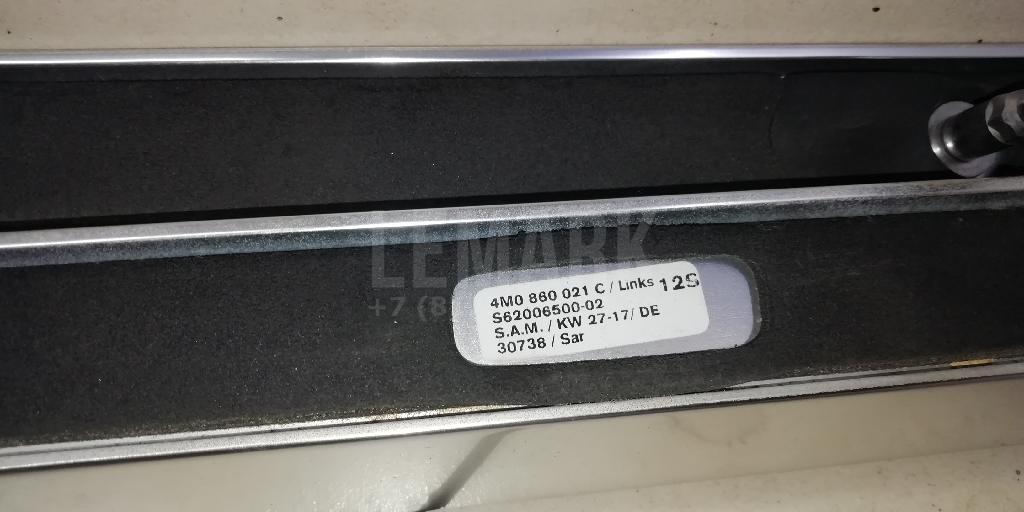 LEMARK
+7 (8
4M0 860 021 C / Links 12S
S62006500-02
S.A.M. / KW 27-17/ DE
30738 / Sar